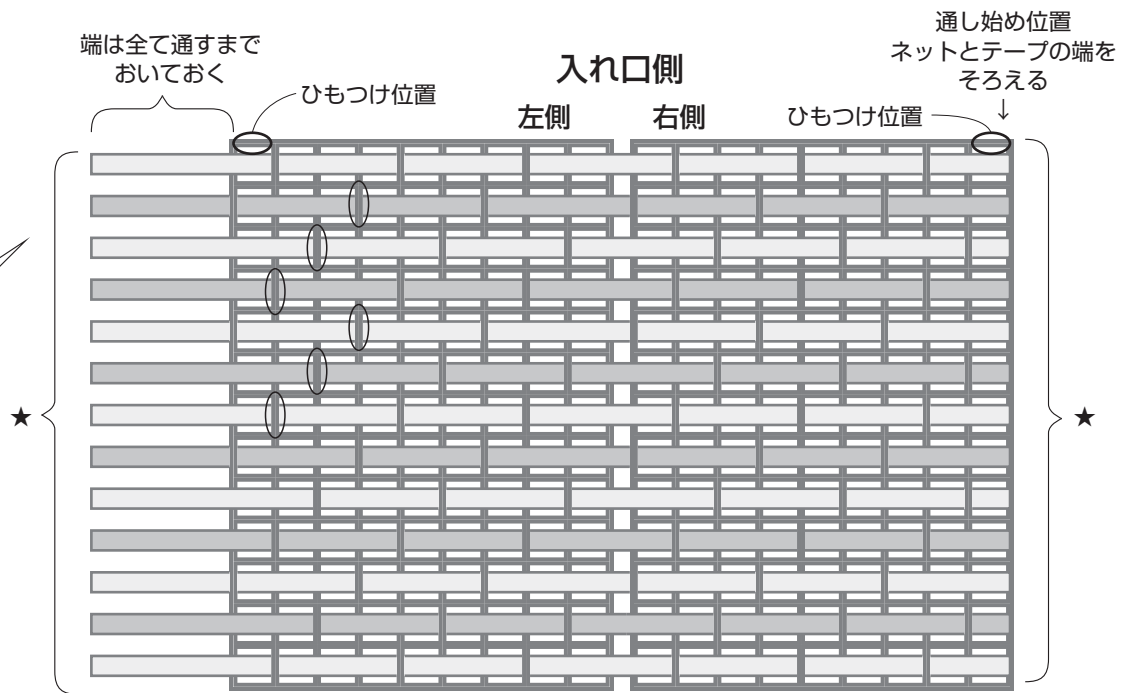 端は全て通すまで
おいておく
ひもつけ位置
入れ口側
左側
右側
通し始め位置
ネットとテープの端を
そろえる
↓
ひもつけ位置
★
★